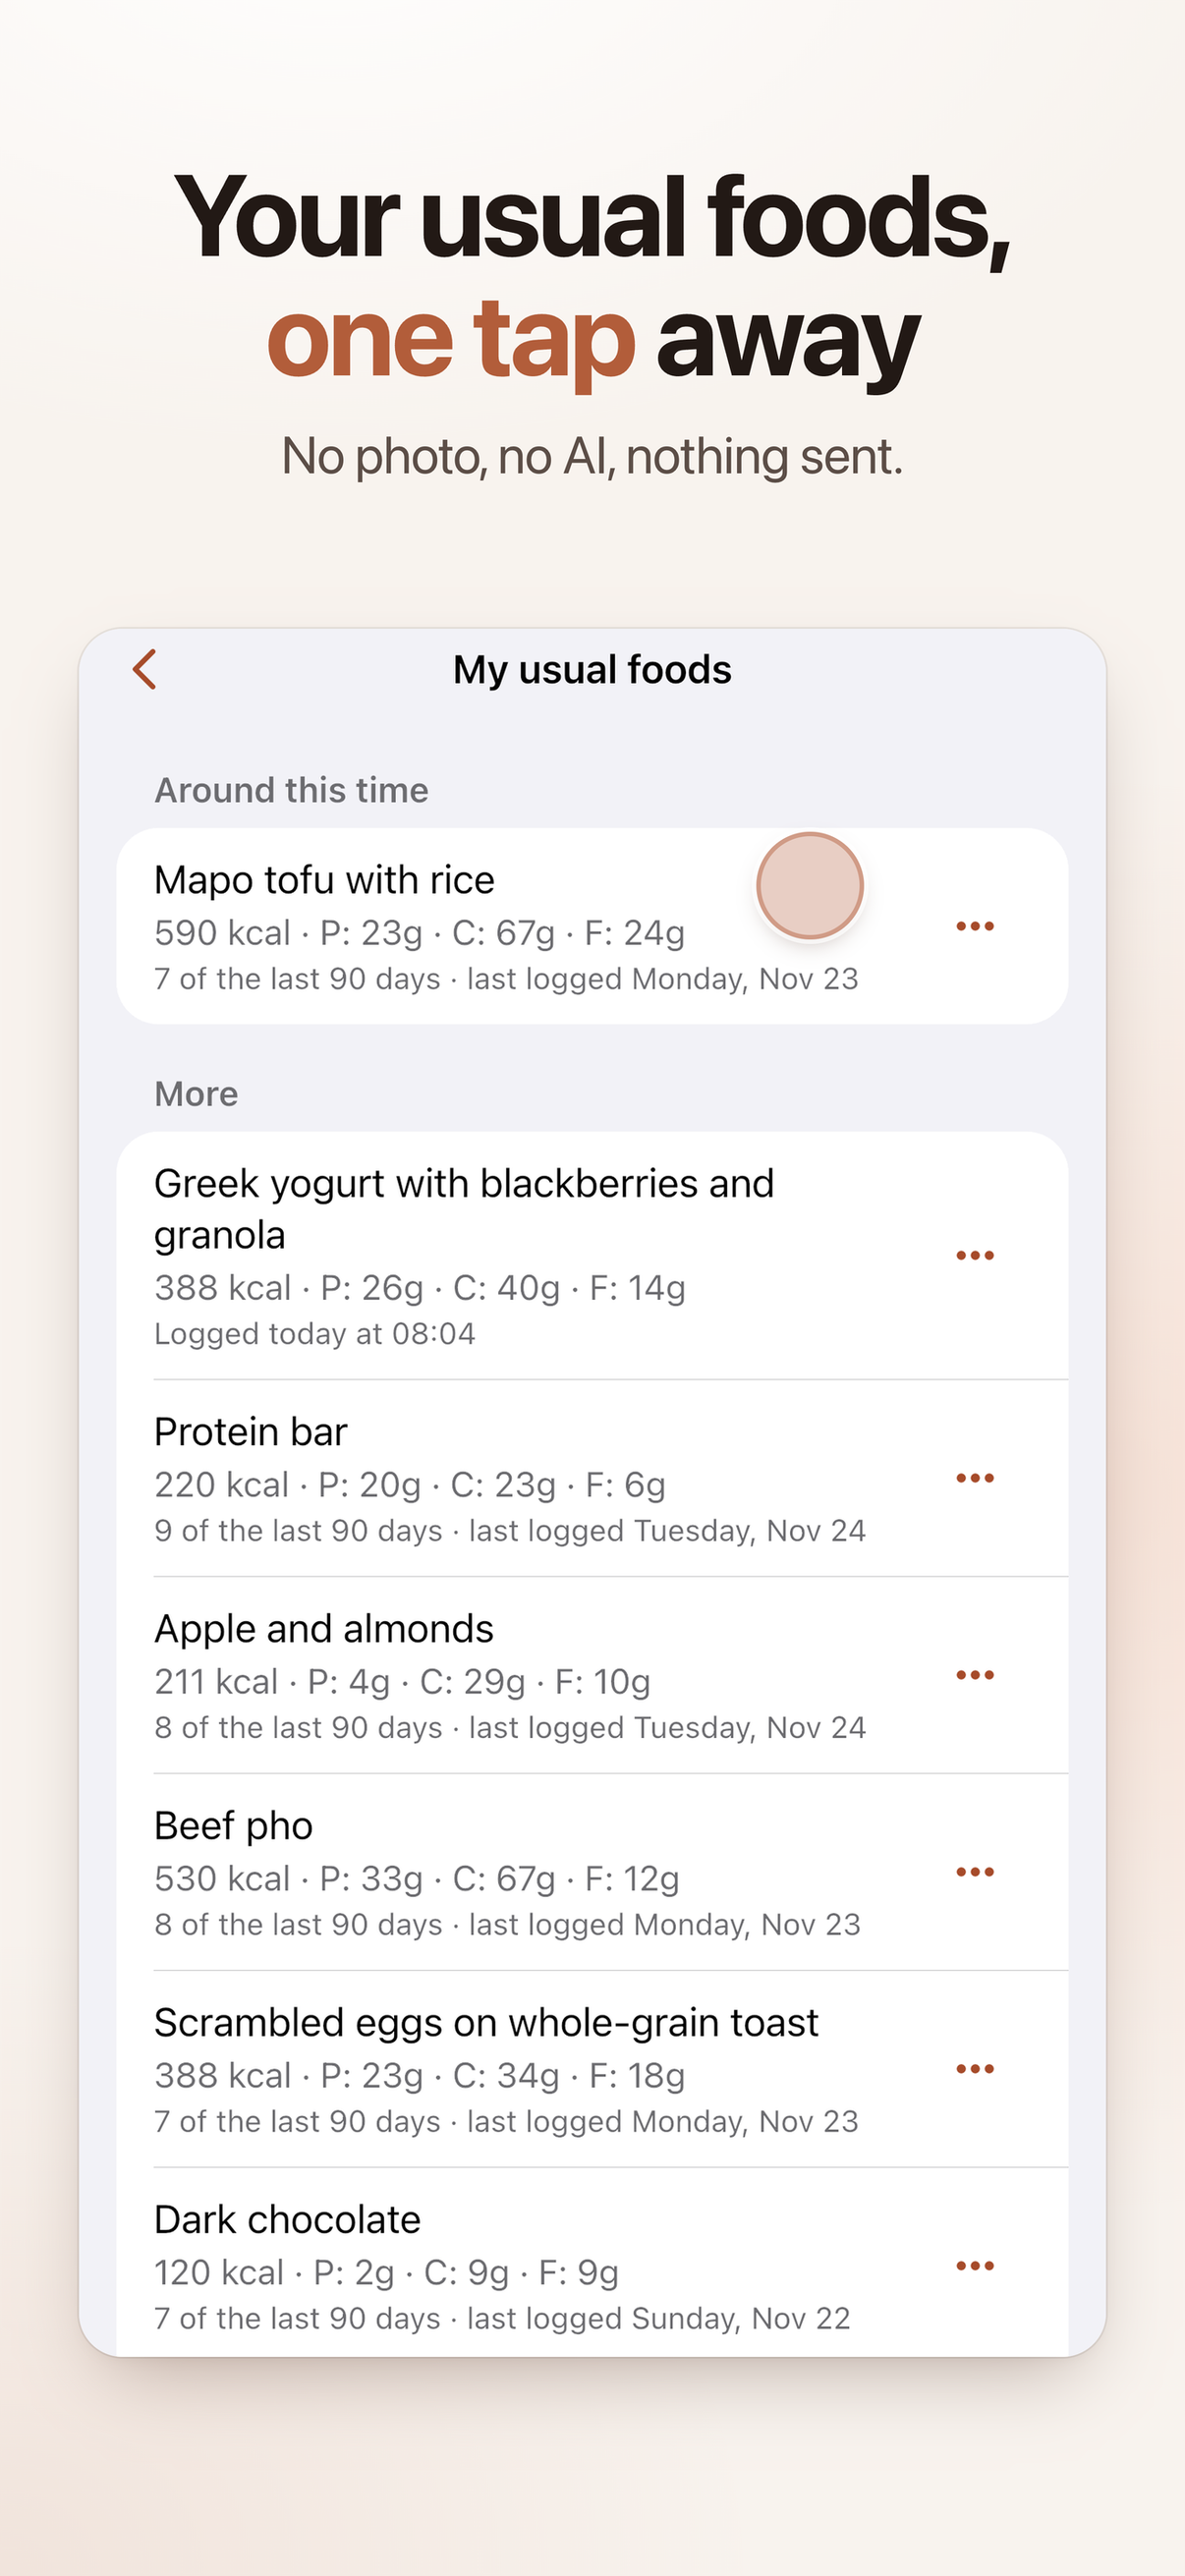 Your usual foods,
one tap away
No photo, no AI, nothing sent.
My usual foods
Around this time
Mapo tofu with rice
590 kcal · P: 23g · C: 67g · F: 24g
7 of the last 90 days · last logged Monday, Nov 23
More
Greek yogurt with blackberries and
granola
388 kcal · P: 26g · C: 40g · F: 14g
Logged today at 08:04
Protein bar
220 kcal · P: 20g · C: 23g · F: 6g
9 of the last 90 days · last logged Tuesday, Nov 24
Apple and almonds
211 kcal · P: 4g · C: 29g · F: 10g
8 of the last 90 days · last logged Tuesday, Nov 24
Beef pho
530 kcal · P: 33g · C: 67g · F: 12g
8 of the last 90 days · last logged Monday, Nov 23
Scrambled eggs on whole-grain toast
388 kcal · P: 23g · C: 34g · F: 18g
7 of the last 90 days · last logged Monday, Nov 23
Dark chocolate
120 kcal · P: 2g · C: 9g · F: 9g
7 of the last 90 days · last logged Sunday, Nov 22